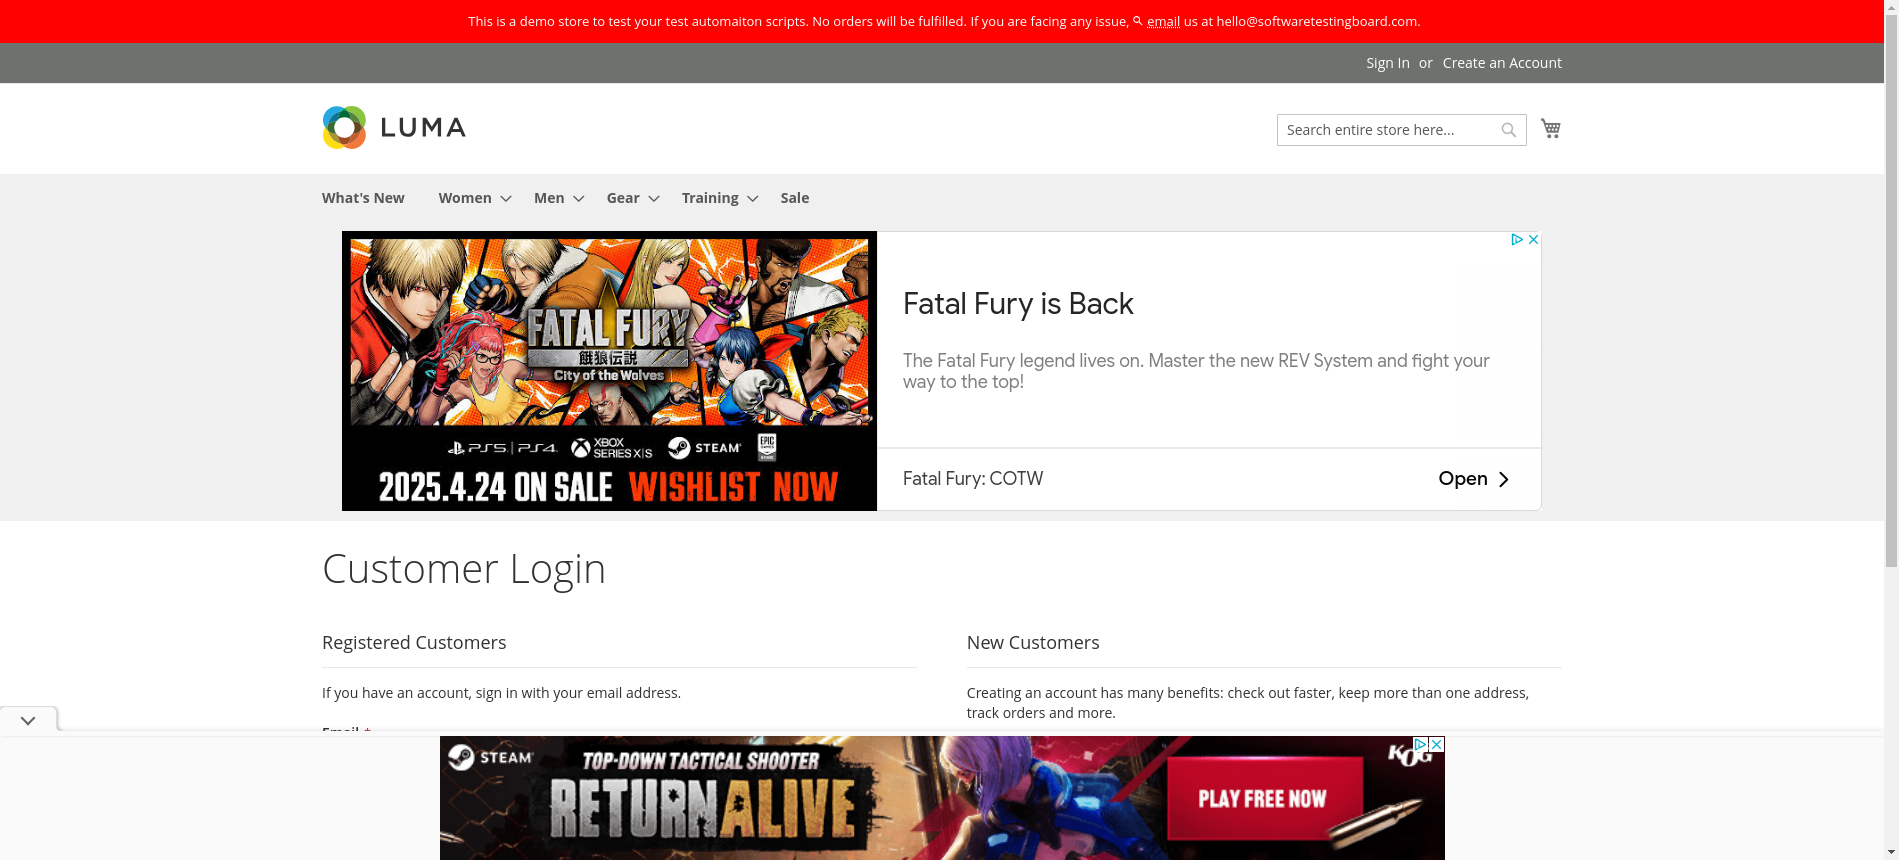 This is a demo store to test your test automaiton scripts. No orders will be fulfilled. If you are facing any issue, email us at hello@softwaretestingboard.com.
Sign In or Create an Account
LUMA
Search entire store here...
What's New Women Men Gear Training Sale
FATAL FURY
餓狼伝説
City of the Wolves
PS5 | PS4 XBOX SERIES X|S STEAM EPIC GAMES
2025.4.24 ON SALE WISHLIST NOW
Fatal Fury is Back
The Fatal Fury legend lives on. Master the new REV System and fight your
way to the top!
Fatal Fury: COTW
Open
Customer Login
Registered Customers
If you have an account, sign in with your email address.
Email *
New Customers
Creating an account has many benefits: check out faster, keep more than one address,
track orders and more.
STEAM
TOP-DOWN TACTICAL SHOOTER
RETURN ALIVE
PLAY FREE NOW
KOG